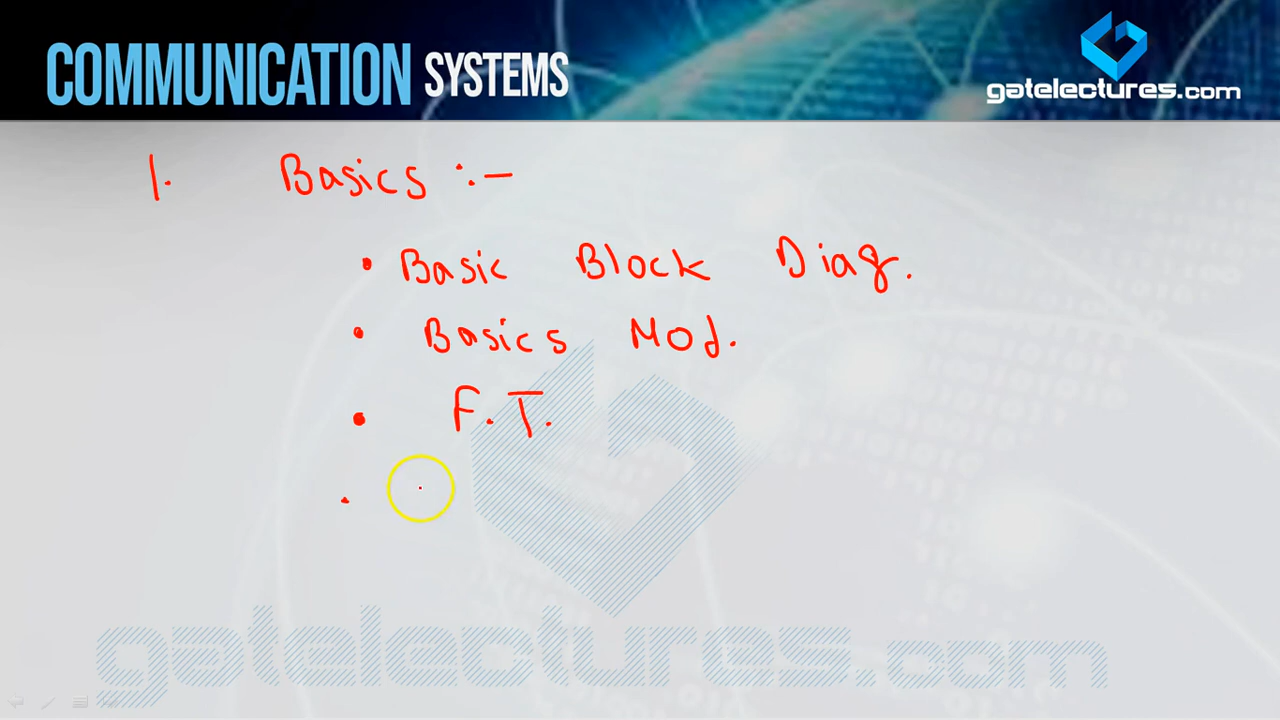 COMMUNICATION SYSTEMS
gatelectures.com
1. Basics :-
• Basic Block Diag.
• Basics Mod.
• F.T.
•
gatelectures.com